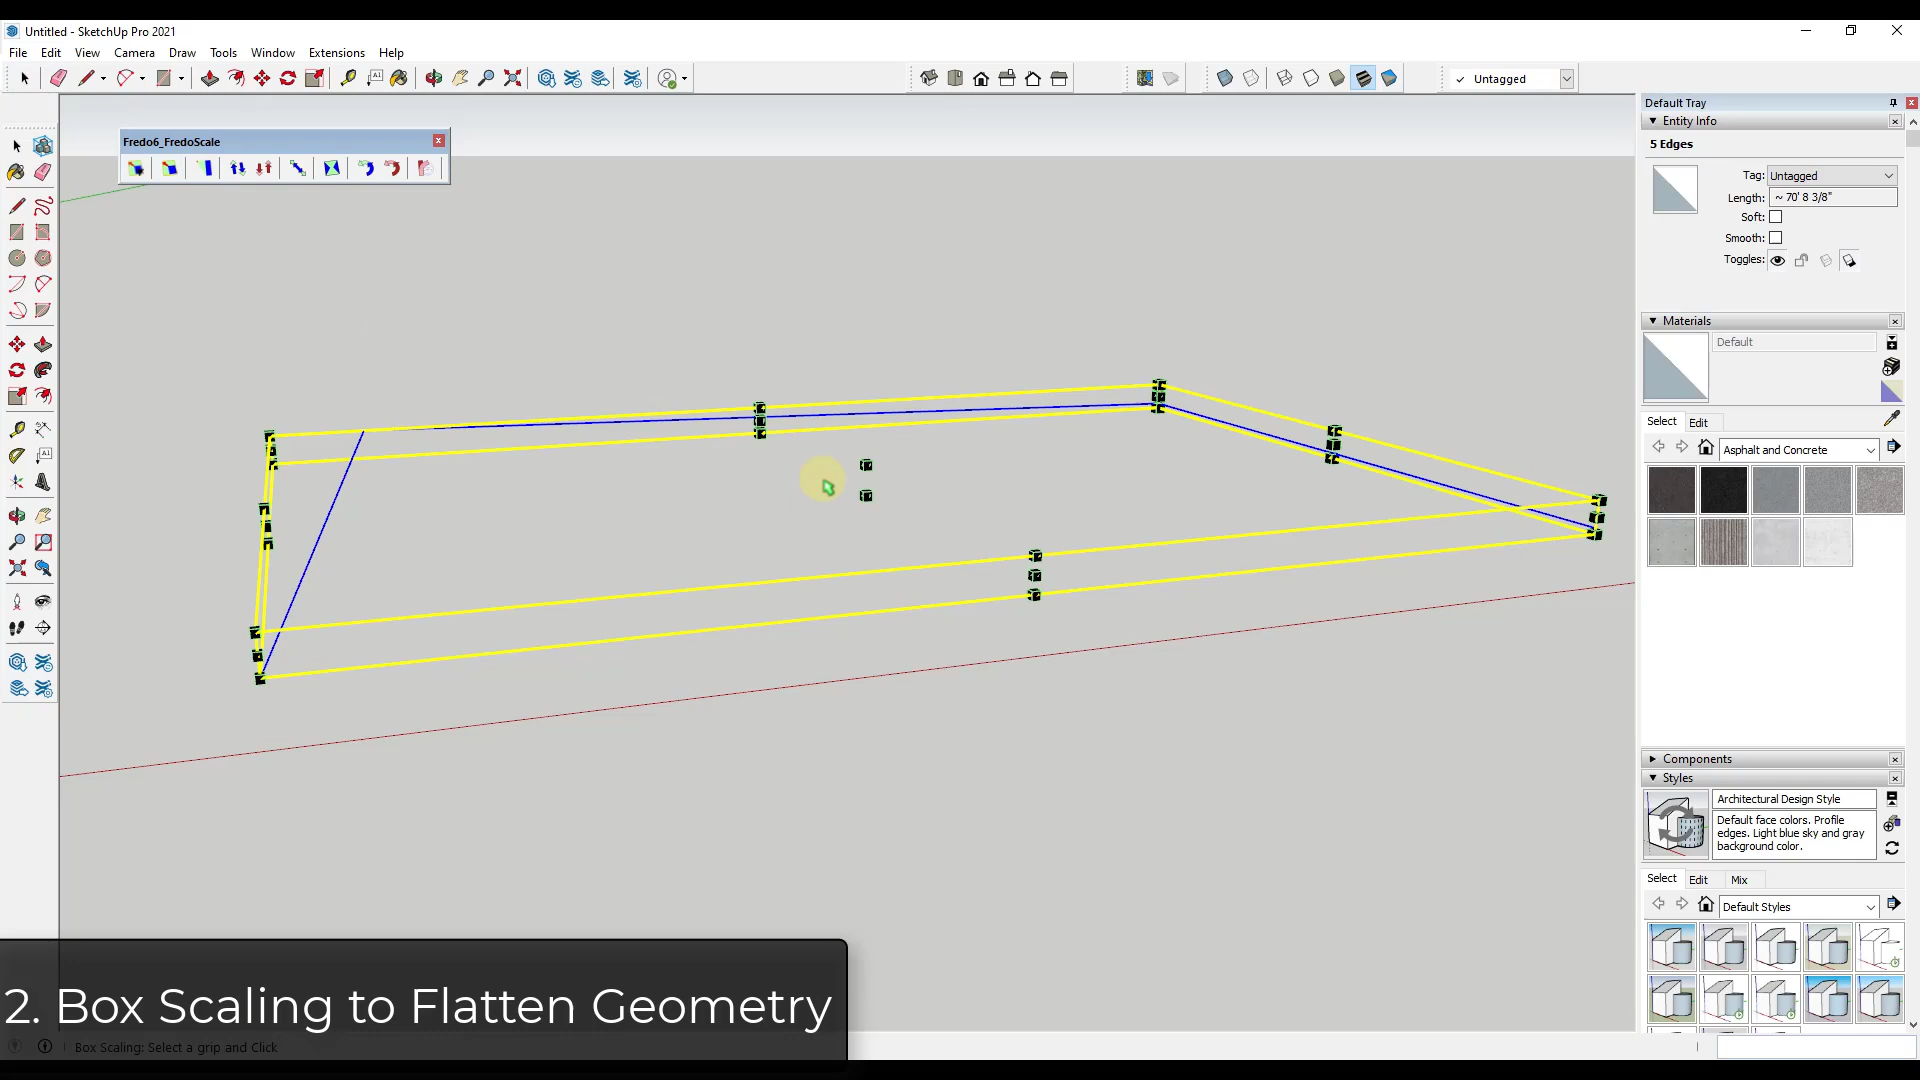 Untitled - SketchUp Pro 2021
File Edit View Camera Draw Tools Window Extensions Help
Untagged
Fredo6_FredoScale
Default Tray
Entity Info
5 Edges
Tag: Untagged
Length: ~ 70' 8 3/8"
Soft:
Smooth:
Toggles:
Materials
Default
Select Edit
Asphalt and Concrete
Components
Styles
Architectural Design Style
Default face colors. Profile
edges. Light blue sky and gray
background color.
Select Edit Mix
Default Styles
2. Box Scaling to Flatten Geometry
Box Scaling: Select a grip and Click